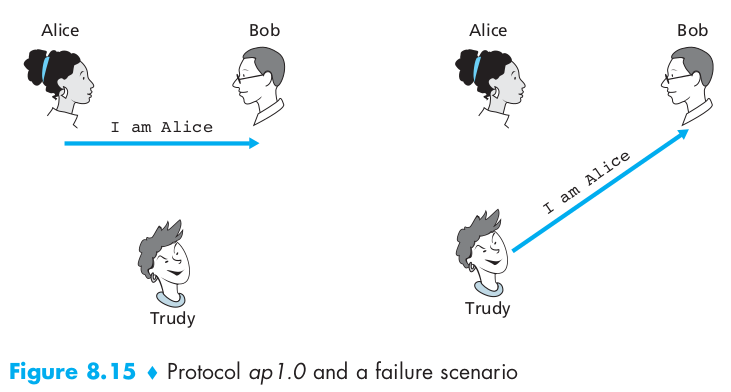 Alice
Bob
I am Alice
Trudy
Alice
Bob
I am Alice
Trudy
Figure 8.15 ♦ Protocol ap1.0 and a failure scenario